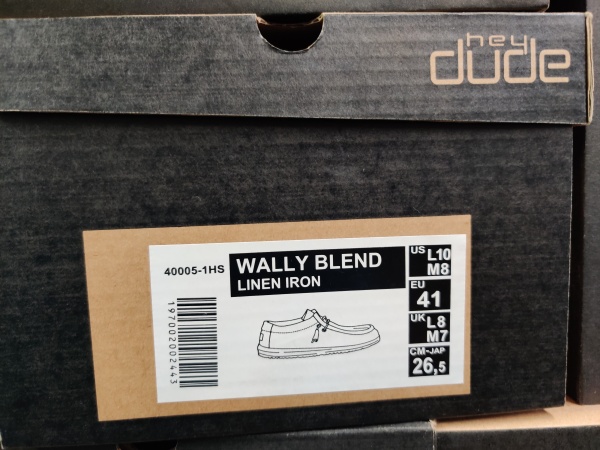 hey
dude
40005-1HS
WALLY BLEND
LINEN IRON
US L10
M8
EU
41
UK L8
M7
CM-JAP
26,5
197002002443